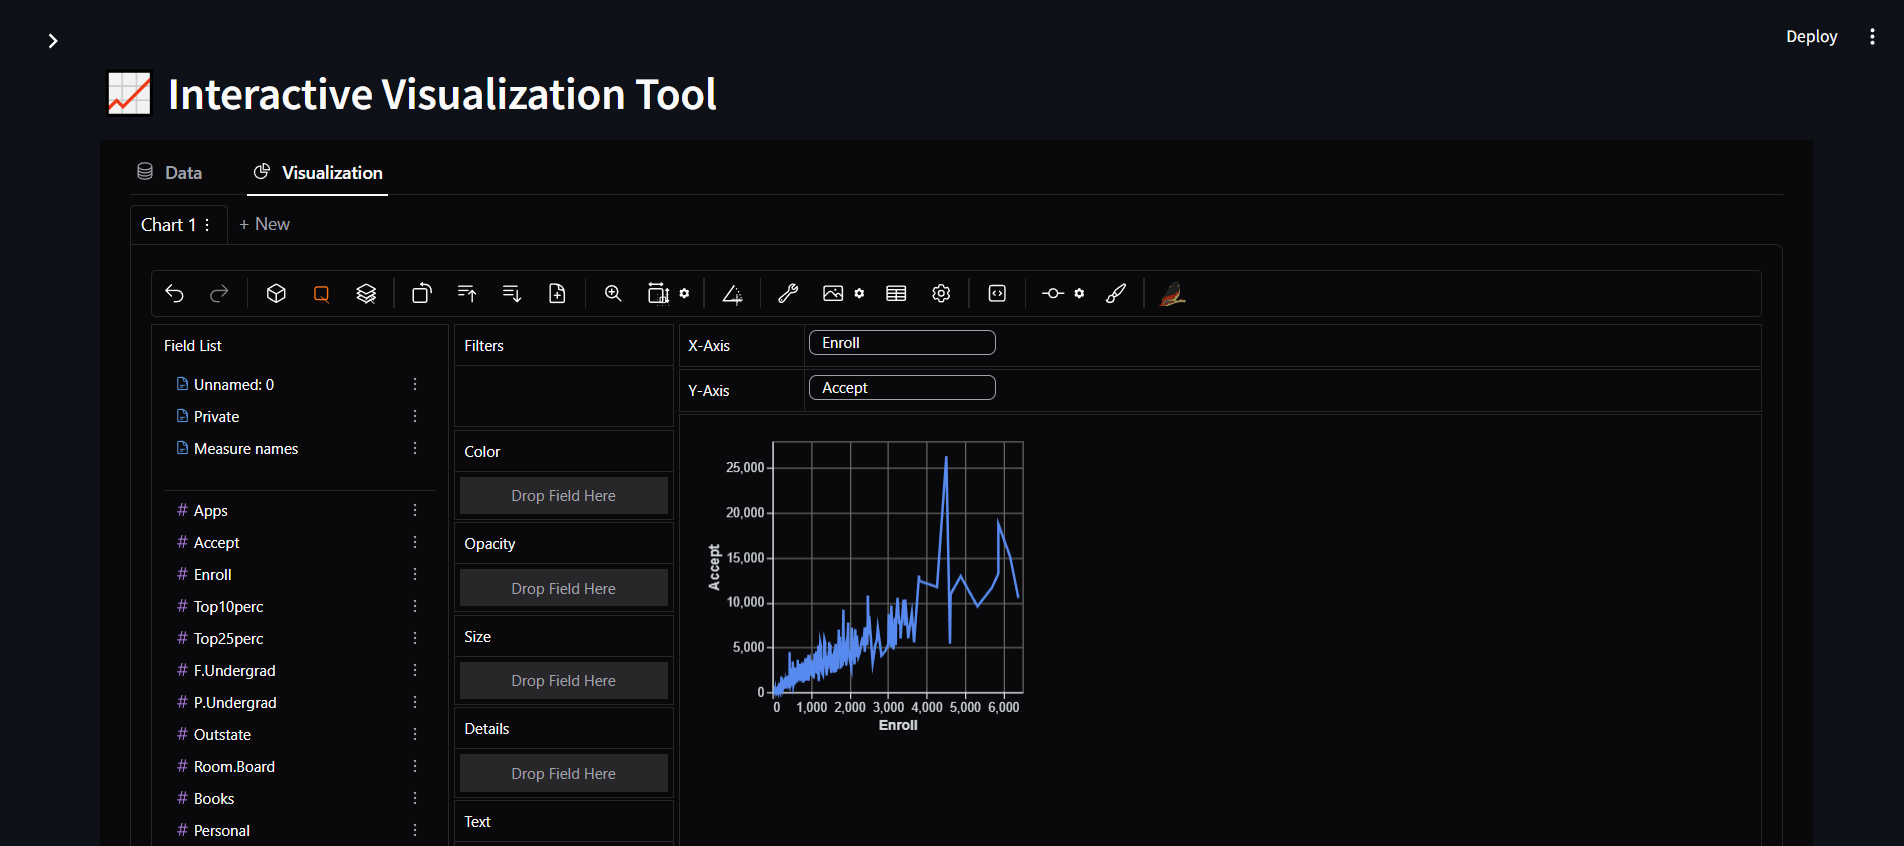 Deploy
Interactive Visualization Tool
Data
Visualization
Chart 1
+ New
Field List
Unnamed: 0
Private
Measure names
# Apps
# Accept
# Enroll
# Top10perc
# Top25perc
# F.Undergrad
# P.Undergrad
# Outstate
# Room.Board
# Books
# Personal
Filters
Color
Drop Field Here
Opacity
Drop Field Here
Size
Drop Field Here
Details
Drop Field Here
Text
X-Axis
Enroll
Y-Axis
Accept
25,000
20,000
15,000
10,000
5,000
0
Accept
0 1,000 2,000 3,000 4,000 5,000 6,000
Enroll